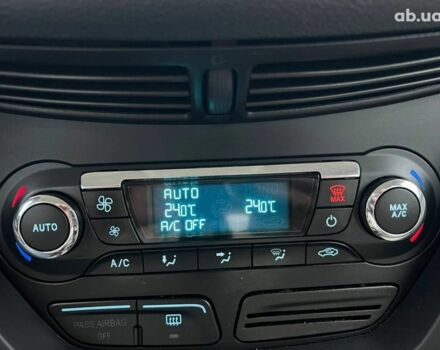 ab.ua
AUTO
24.0°C 24.0°C
A/C OFF
MAX
AUTO
MAX
A/C
A/C
PASS AIRBAG
OFF